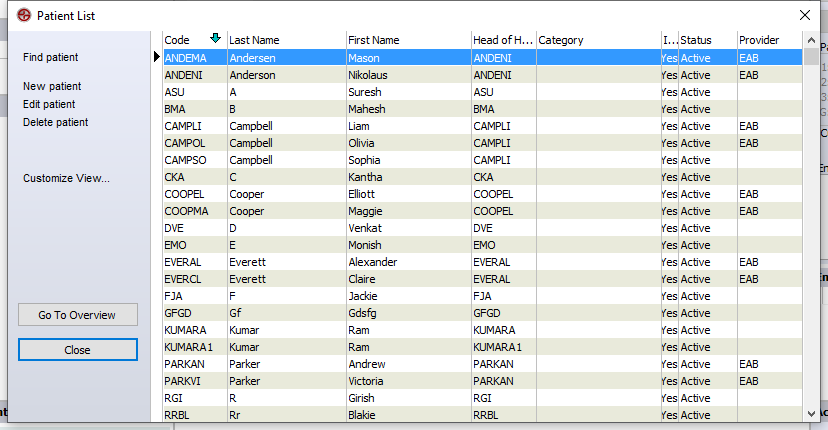 Patient List
Find patient
New patient
Edit patient
Delete patient
Customize View...
Go To Overview
Close
Code Last Name First Name Head of H... Category I... Status Provider
ANDEMA Andersen Mason ANDENI Yes Active EAB
ANDENI Anderson Nikolaus ANDENI Yes Active EAB
ASU A Suresh ASU Yes Active
BMA B Mahesh BMA Yes Active
CAMPLI Campbell Liam CAMPLI Yes Active EAB
CAMPOL Campbell Olivia CAMPLI Yes Active EAB
CAMPSO Campbell Sophia CAMPLI Yes Active
CKA C Kantha CKA Yes Active
COOPEL Cooper Elliott COOPEL Yes Active EAB
COOPMA Cooper Maggie COOPEL Yes Active EAB
DVE D Venkat DVE Yes Active
EMO E Monish EMO Yes Active
EVERAL Everett Alexander EVERAL Yes Active EAB
EVERCL Everett Claire EVERAL Yes Active EAB
FJA F Jackie FJA Yes Active
GFGD Gf Gdsfg GFGD Yes Active
KUMARA Kumar Ram KUMARA Yes Active
KUMARA1 Kumar Ram KUMARA1 Yes Active
PARKAN Parker Andrew PARKAN Yes Active EAB
PARKVI Parker Victoria PARKAN Yes Active EAB
RGI R Girish RGI Yes Active
RRBL Rr Blakie RRBL Yes Active